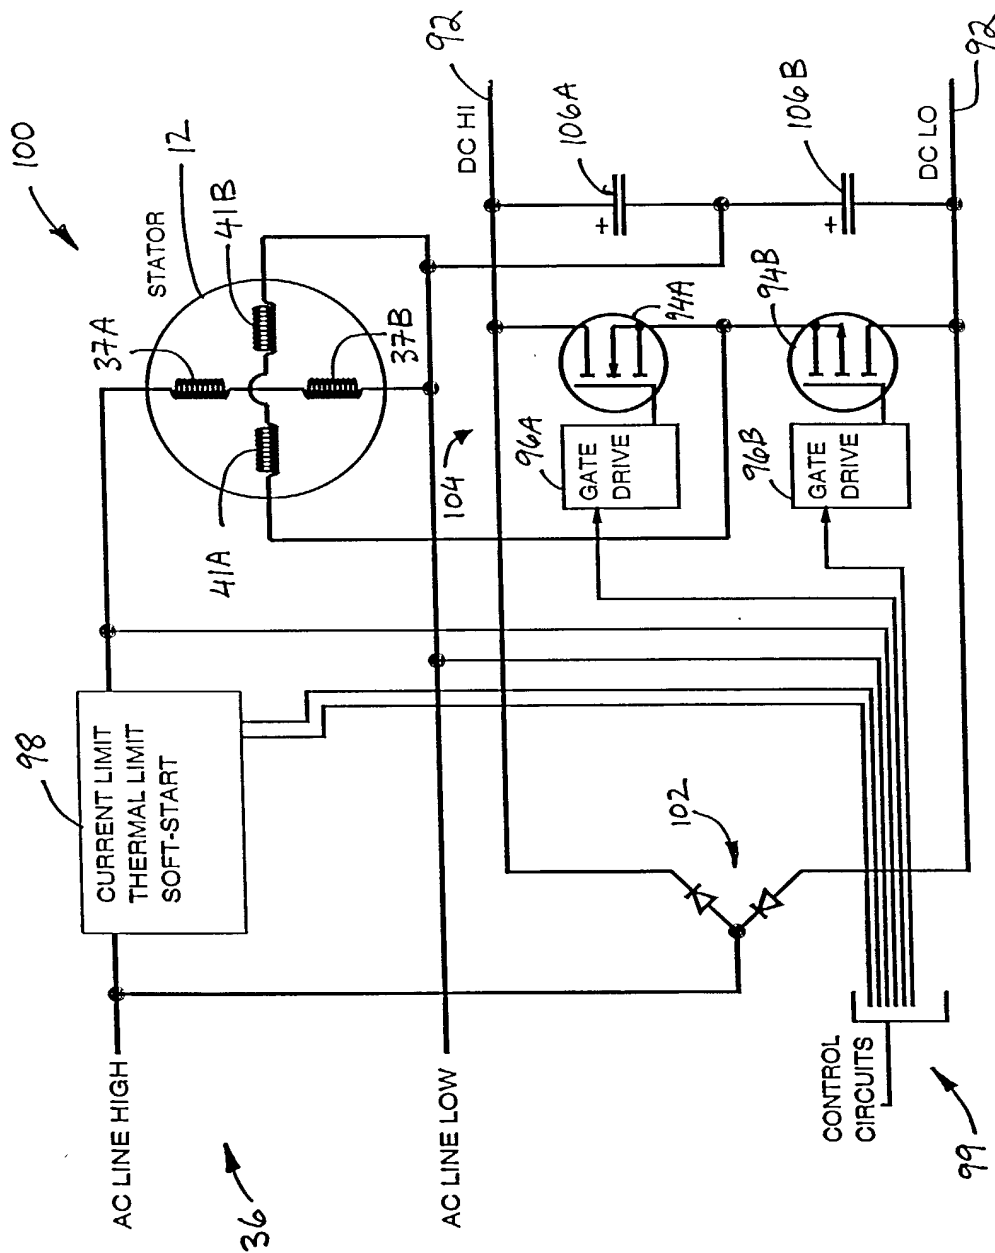 100
STATOR
12
37A
41B
37B
41A
98
CURRENT LIMIT
THERMAL LIMIT
SOFT-START
AC LINE HIGH
36
AC LINE LOW
92
DC HI
106A
+
104
94A
96A
GATE
DRIVE
106B
+
94B
96B
GATE
DRIVE
DC LO
92
102
CONTROL
CIRCUITS
99